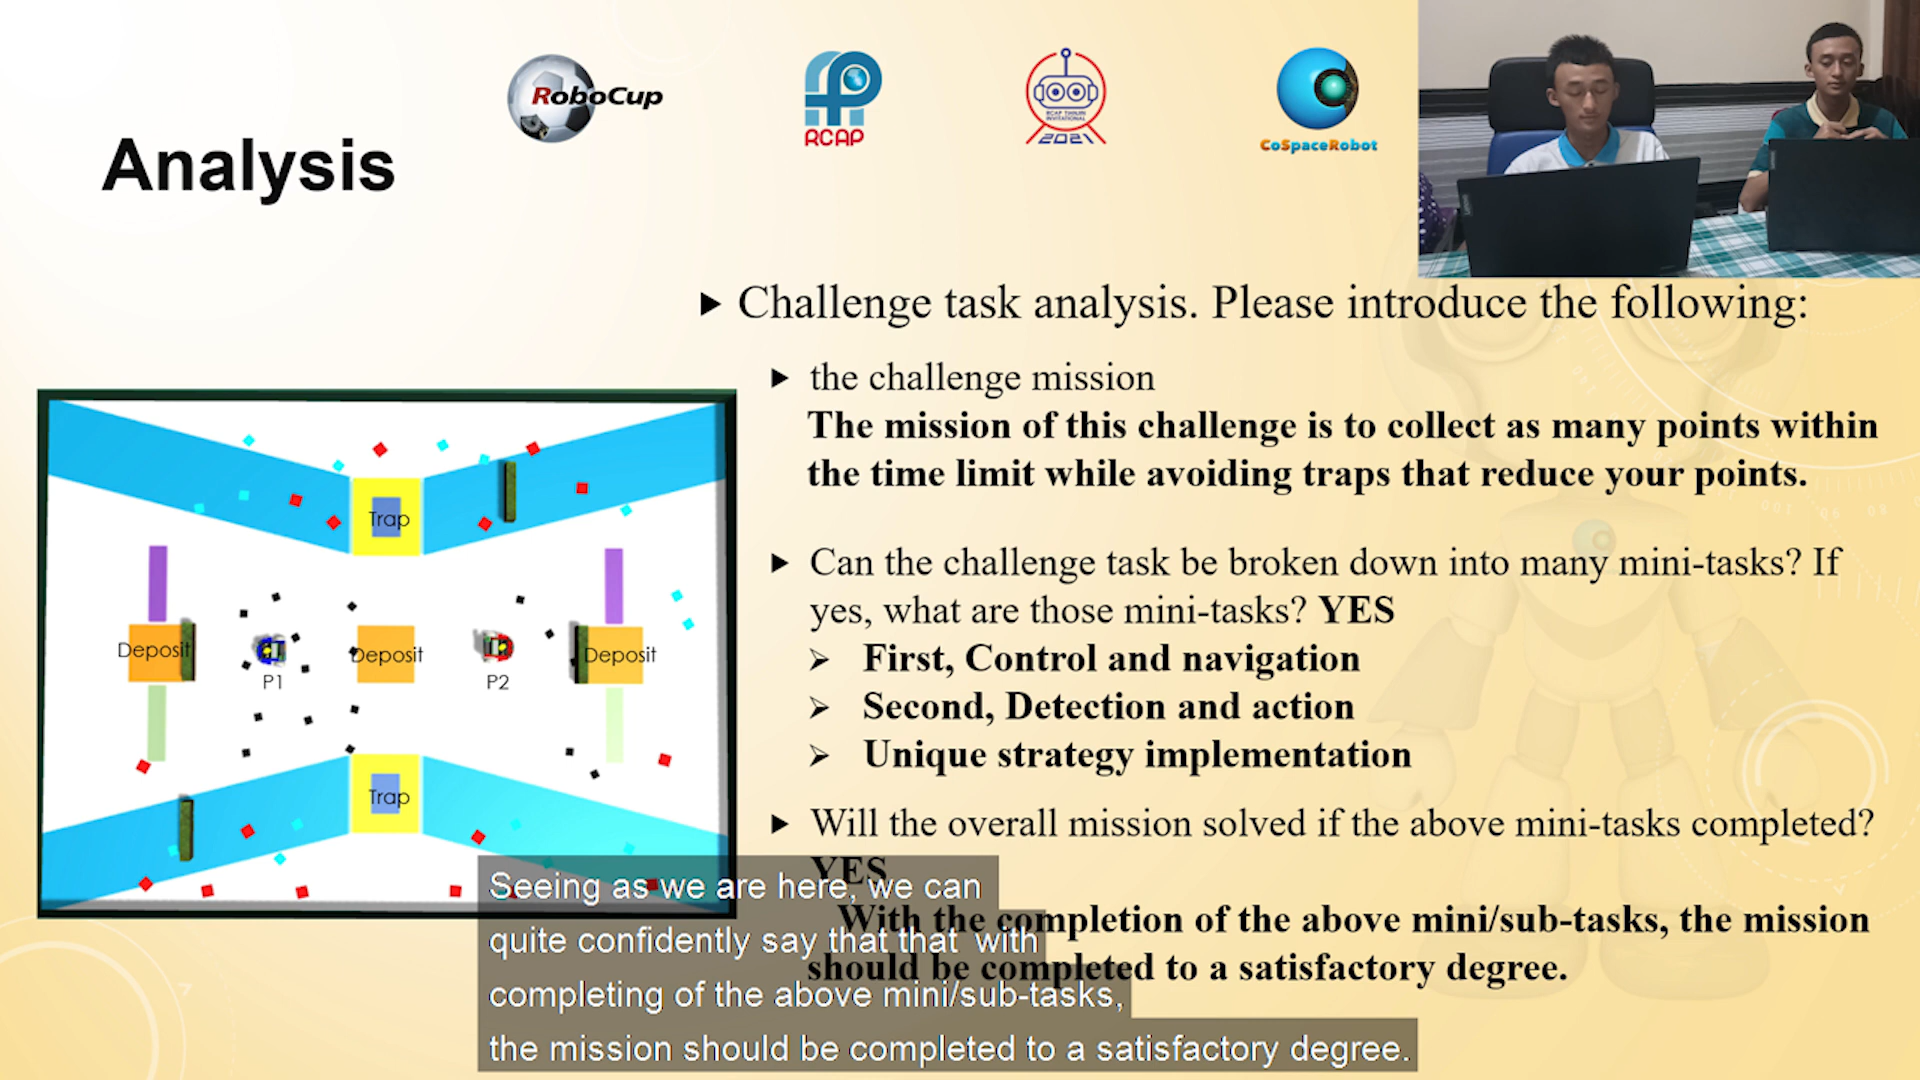 RoboCup
RCAP
RCAP TIANJIN
INVITATIONAL
2021
CoSpaceRobot
Analysis
Challenge task analysis. Please introduce the following:
the challenge mission
The mission of this challenge is to collect as many points within
the time limit while avoiding traps that reduce your points.
Can the challenge task be broken down into many mini-tasks? If
yes, what are those mini-tasks? YES
First, Control and navigation
Second, Detection and action
Unique strategy implementation
Will the overall mission solved if the above mini-tasks completed?
YES
With the completion of the above mini/sub-tasks, the mission
should be completed to a satisfactory degree.
Trap
Deposit
Deposit
Deposit
P1
P2
Trap
Seeing as we are here, we can
quite confidently say that that with
completing of the above mini/sub-tasks,
the mission should be completed to a satisfactory degree.